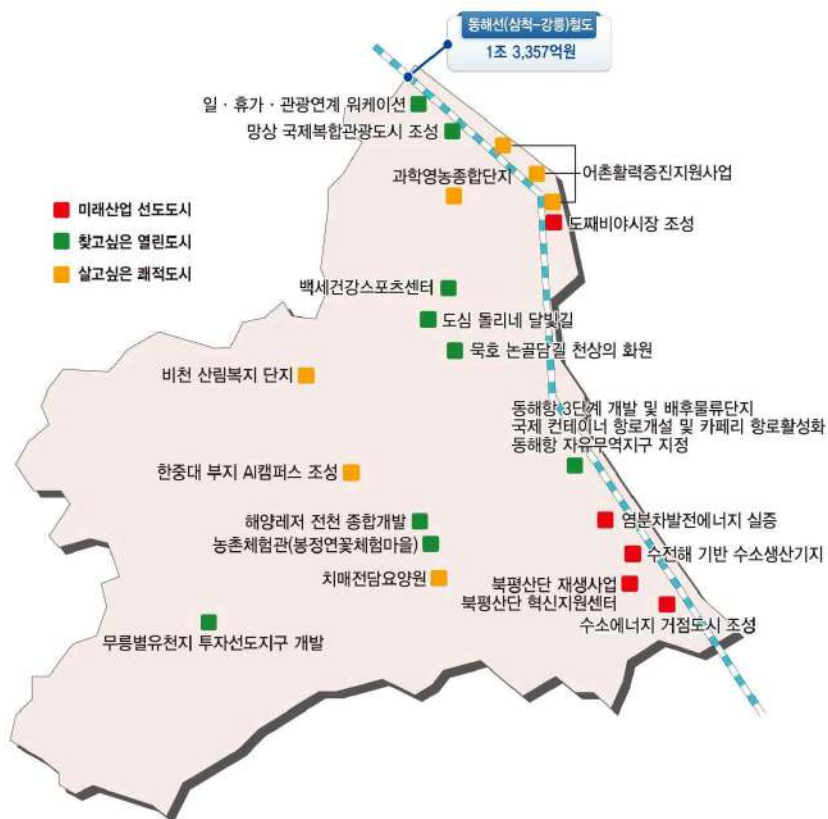 동해선(삼척-강릉)철도
1조 3,357억원
일·휴가·관광연계 워케이션
망상 국제복합관광도시 조성
과학영농종합단지
어촌활력증진지원사업
도째비야시장 조성
미래산업 선도도시
찾고싶은 열린도시
살고싶은 쾌적도시
백세건강스포츠센터
도심 돌리네 달빛길
묵호 논골담길 천상의 화원
비천 산림복지 단지
동해항 3단계 개발 및 배후물류단지
국제 컨테이너 항로개설 및 카페리 항로활성화
동해항 자유무역지구 지정
한중대 부지 AI캠퍼스 조성
해양레저 전천 종합개발
농촌체험관(봉정연꽃체험마을)
치매전담요양원
염분차발전에너지 실증
수전해 기반 수소생산기지
북평산단 재생사업
북평산단 혁신지원센터
수소에너지 거점도시 조성
무릉별유천지 투자선도지구 개발